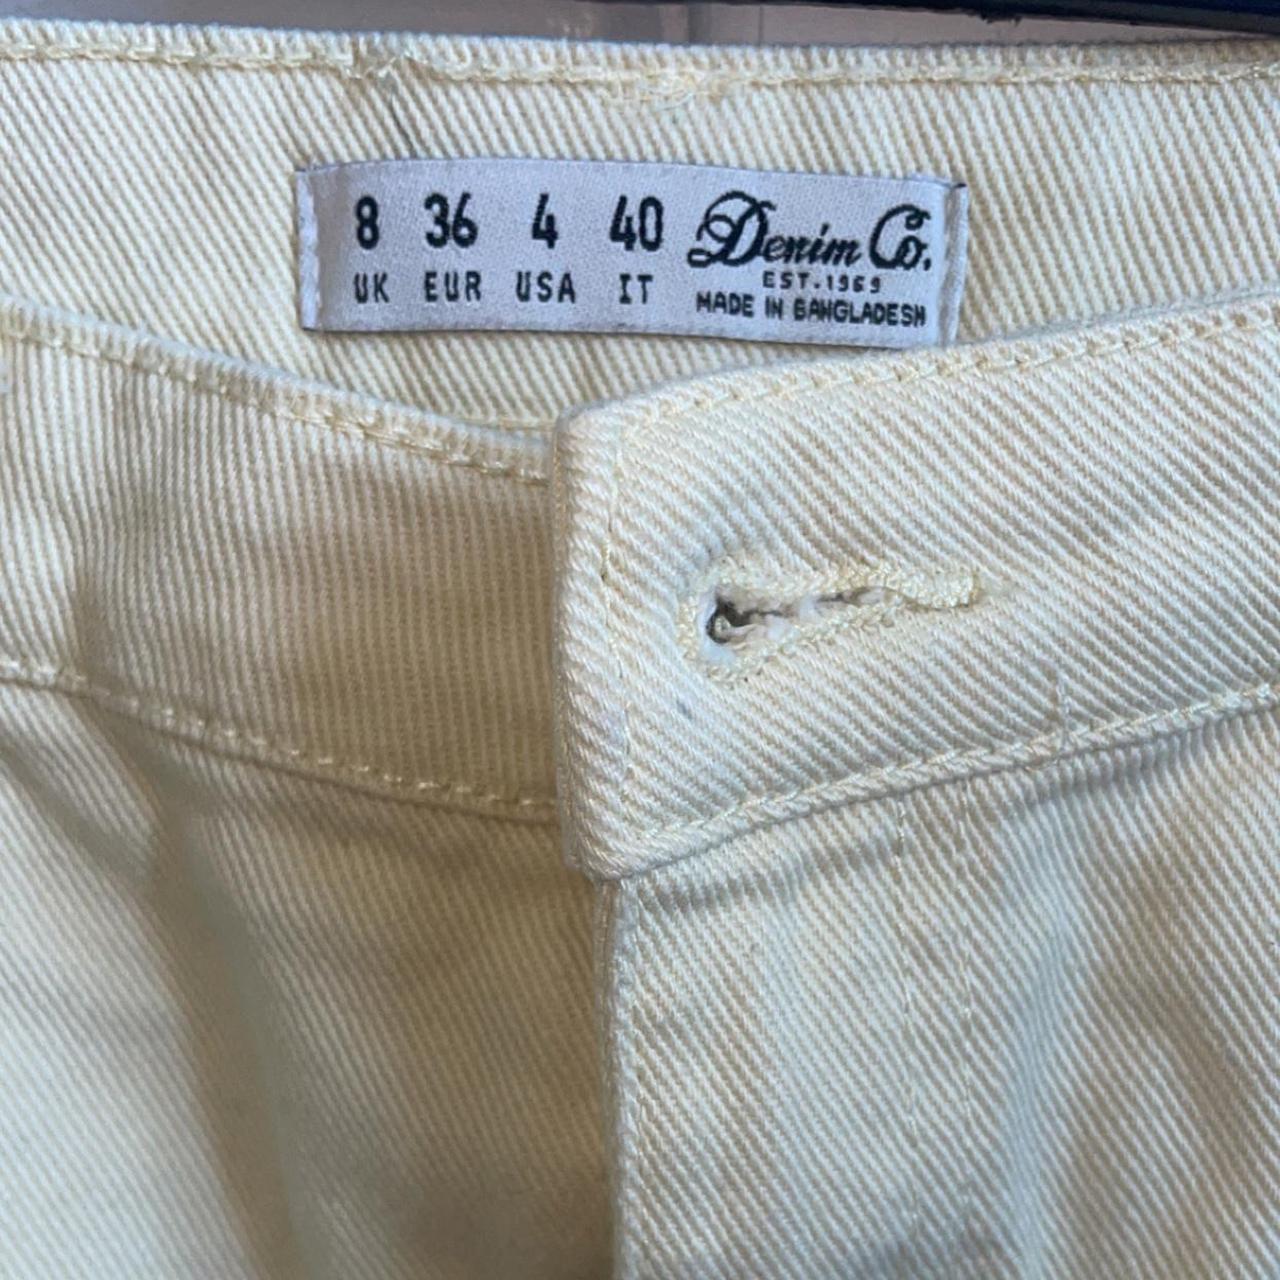 8 36 4 40
UK EUR USA IT
Denim Co.
EST.1969
MADE IN BANGLADESH